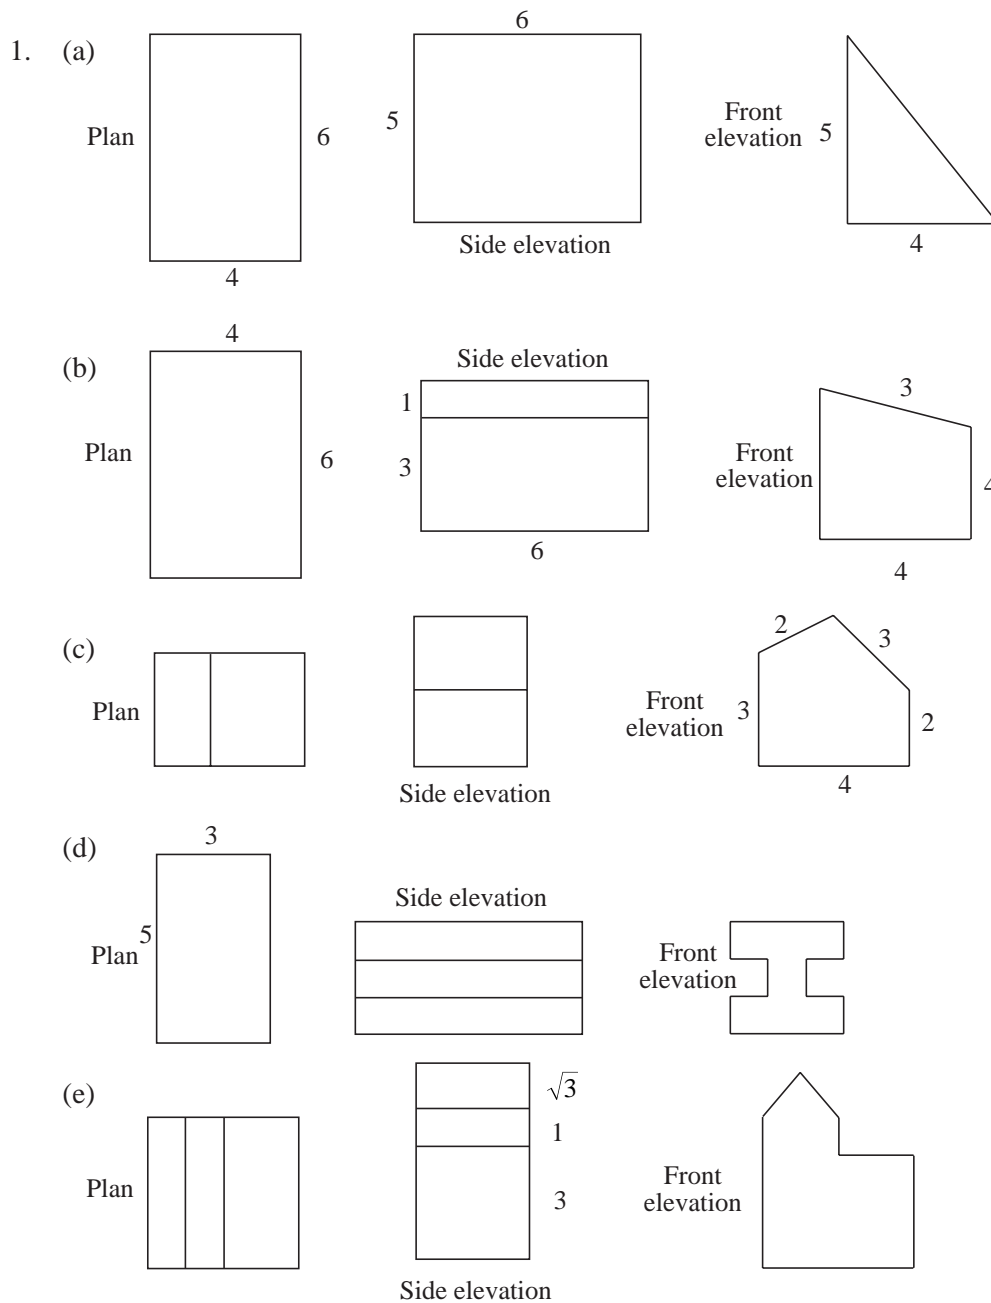 1. (a)
6
Plan
6
5
Front
elevation
5
Side elevation
4
4
4
(b)
Side elevation
1
3
Plan
6
3
Front
elevation
4
6
4
(c)
2
3
Plan
Front
elevation
3
2
Side elevation
4
(d)
3
Side elevation
5
Plan
Front
elevation
(e)
√3
1
Plan
3
Front
elevation
Side elevation